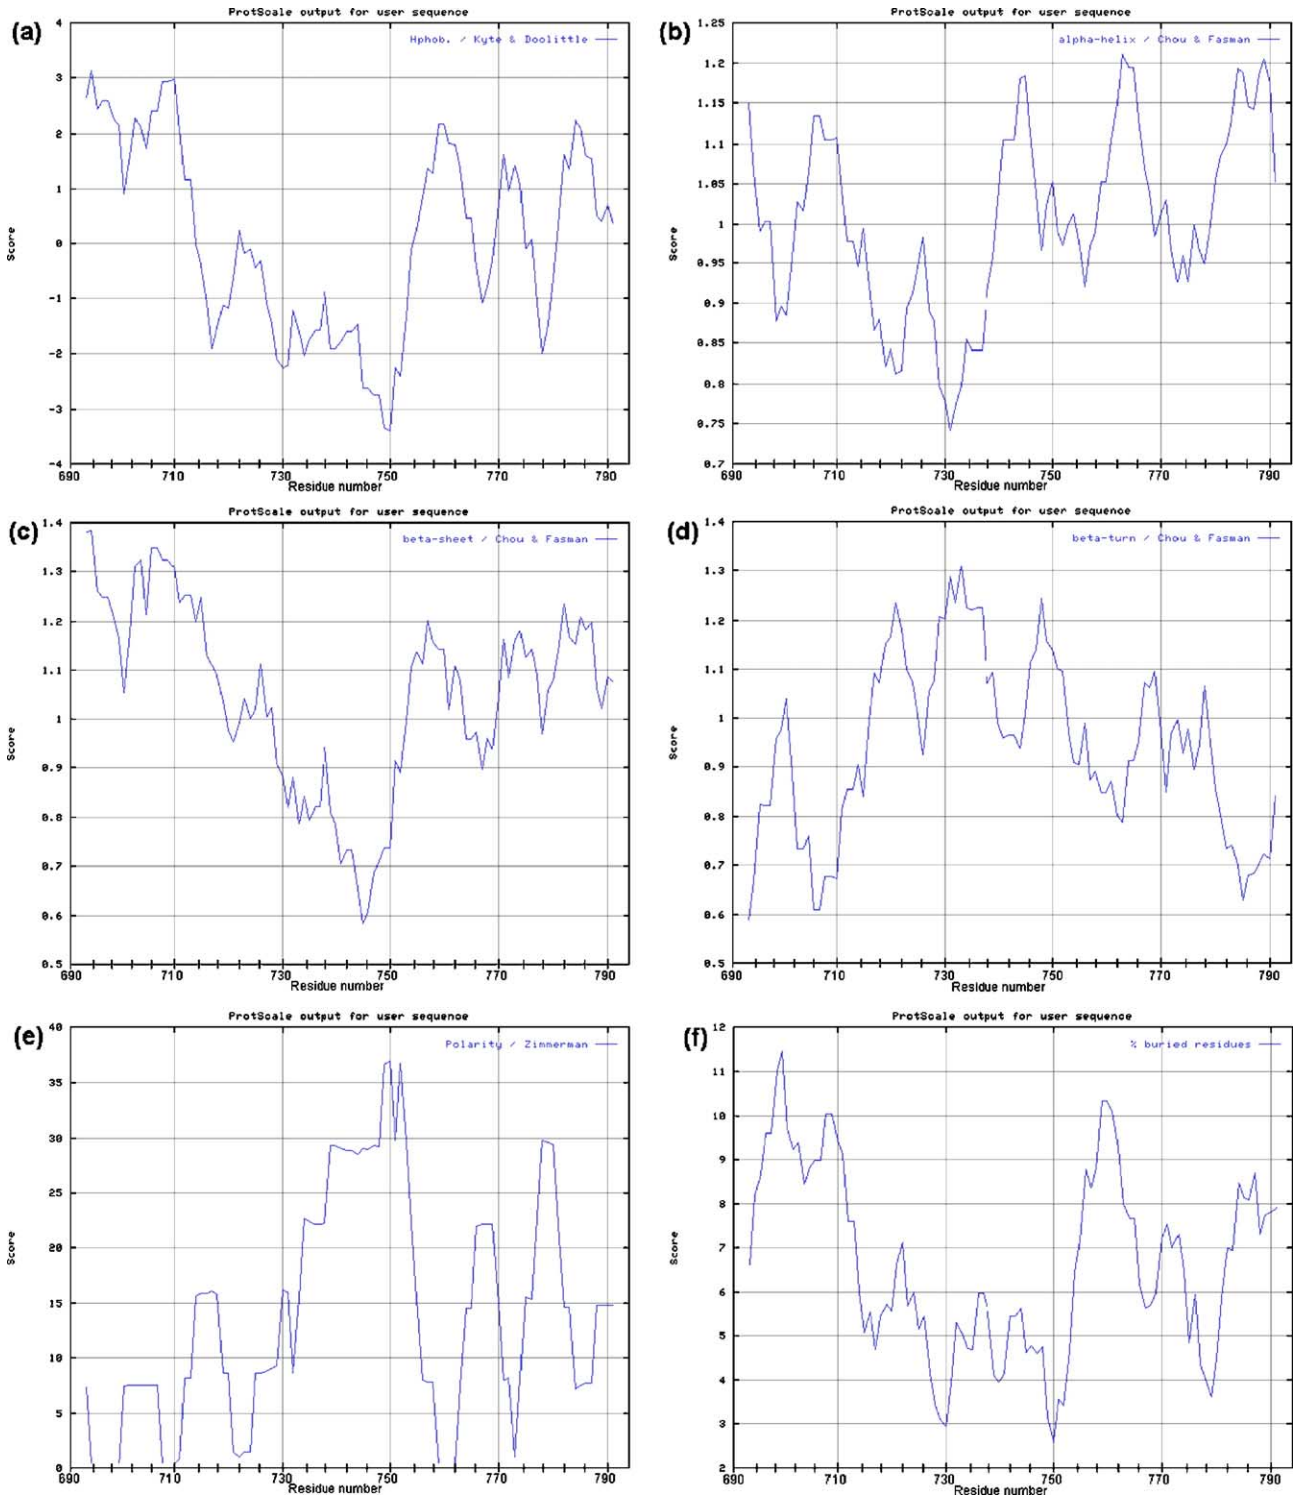 (a)
ProtScale output for user sequence
Hphob. / Kyte & Doolittle
4
3
2
1
0
-1
-2
-3
-4
Score
690 710 730 750 770 790
Residue number
(b)
ProtScale output for user sequence
alpha-helix / Chou & Fasman
1.25
1.2
1.15
1.1
1.05
1
0.95
0.9
0.85
0.8
0.75
0.7
Score
690 710 730 750 770 790
Residue number
(c)
ProtScale output for user sequence
beta-sheet / Chou & Fasman
1.4
1.3
1.2
1.1
1
0.9
0.8
0.7
0.6
0.5
Score
690 710 730 750 770 790
Residue number
(d)
ProtScale output for user sequence
beta-turn / Chou & Fasman
1.4
1.3
1.2
1.1
1
0.9
0.8
0.7
0.6
0.5
Score
690 710 730 750 770 790
Residue number
(e)
ProtScale output for user sequence
Polarity / Zimmerman
40
35
30
25
20
15
10
5
0
Score
690 710 730 750 770 790
Residue number
(f)
ProtScale output for user sequence
% buried residues
12
11
10
9
8
7
6
5
4
3
2
Score
690 710 730 750 770 790
Residue number